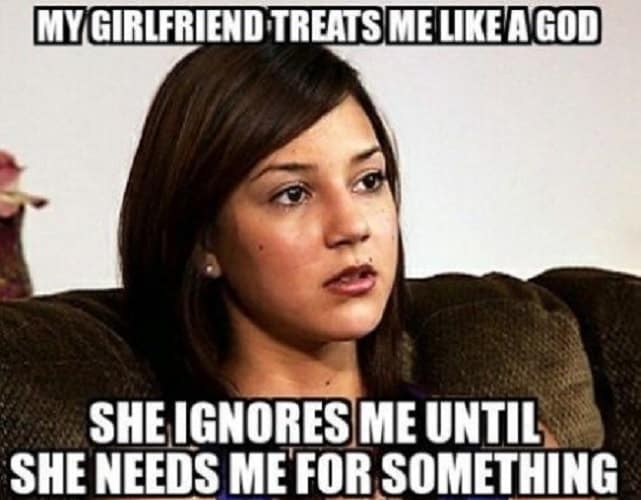 MY GIRLFRIEND TREATS ME LIKE A GOD
SHE IGNORES ME UNTIL
SHE NEEDS ME FOR SOMETHING